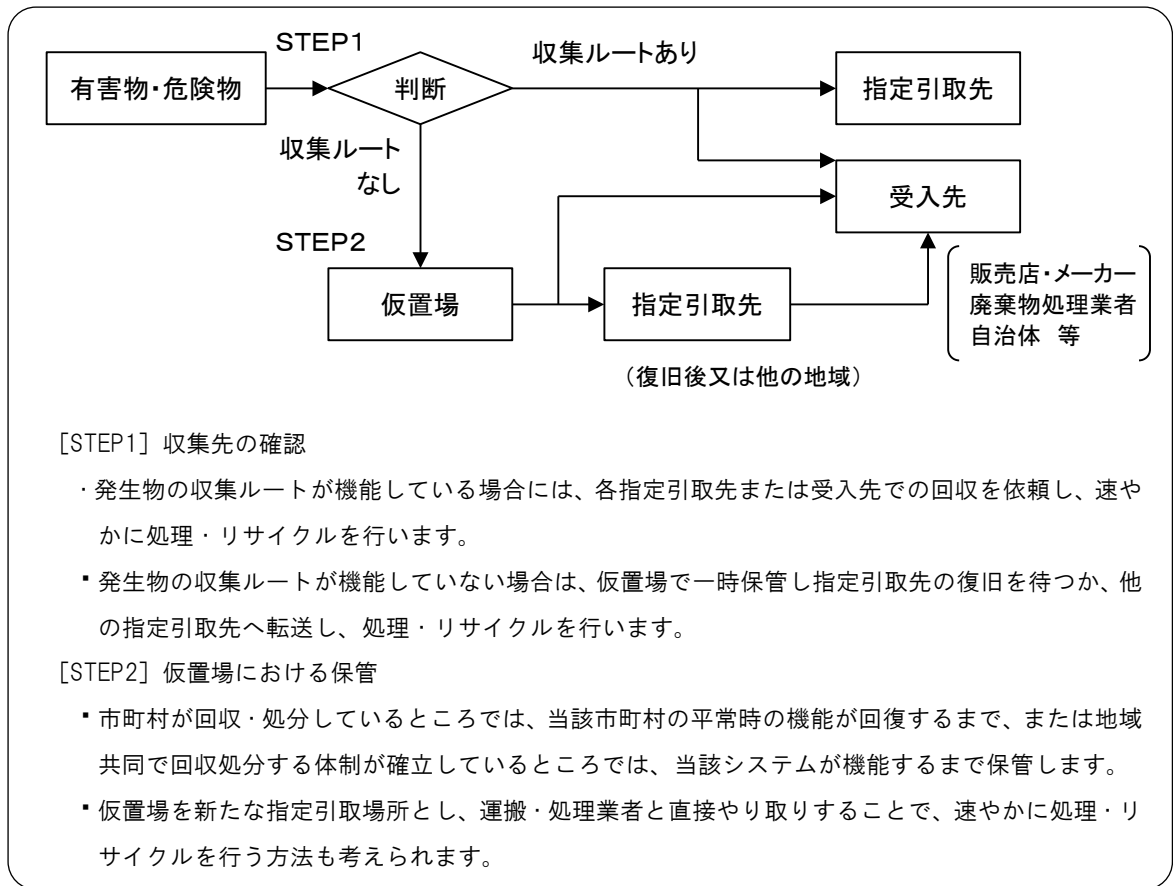 STEP1
収集ルートあり
有害物・危険物
判断
指定引取先
収集ルート
なし
受入先
STEP2
仮置場
指定引取先
販売店・メーカー
廃棄物処理業者
自治体 等
（復旧後又は他の地域）
[STEP1] 収集先の確認
・発生物の収集ルートが機能している場合には、各指定引取先または受入先での回収を依頼し、速や
かに処理・リサイクルを行います。
・発生物の収集ルートが機能していない場合は、仮置場で一時保管し指定引取先の復旧を待つか、他
の指定引取先へ転送し、処理・リサイクルを行います。
[STEP2] 仮置場における保管
・市町村が回収・処分しているところでは、当該市町村の平常時の機能が回復するまで、または地域
共同で回収処分する体制が確立しているところでは、当該システムが機能するまで保管します。
・仮置場を新たな指定引取場所とし、運搬・処理業者と直接やり取りすることで、速やかに処理・リ
サイクルを行う方法も考えられます。